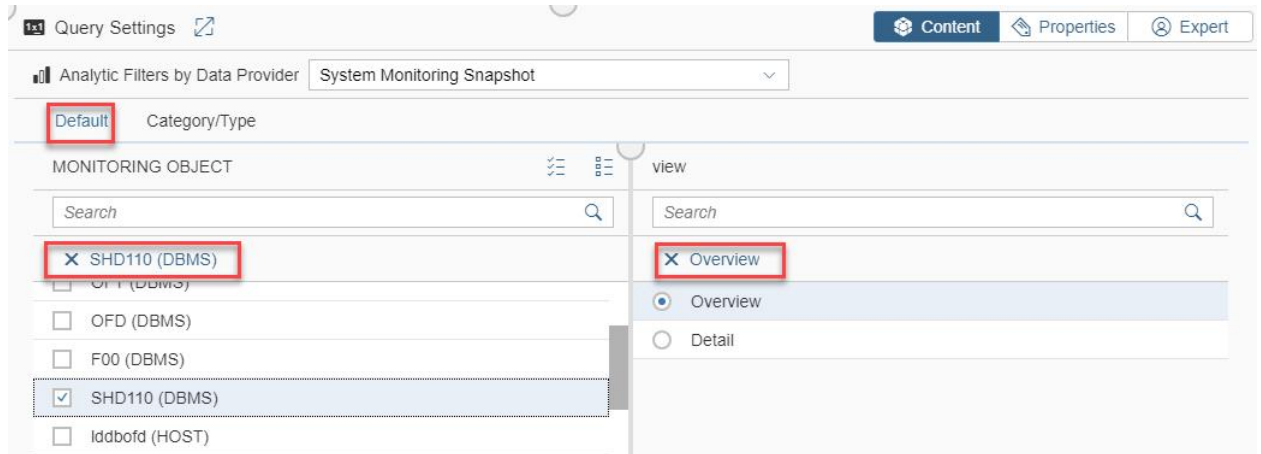 Query Settings
Content
Properties
Expert
Analytic Filters by Data Provider
System Monitoring Snapshot
Default
Category/Type
MONITORING OBJECT
view
Search
Search
SHD110 (DBMS)
Overview
(DBMS)
Overview
OFD (DBMS)
Detail
F00 (DBMS)
SHD110 (DBMS)
lddbofd (HOST)